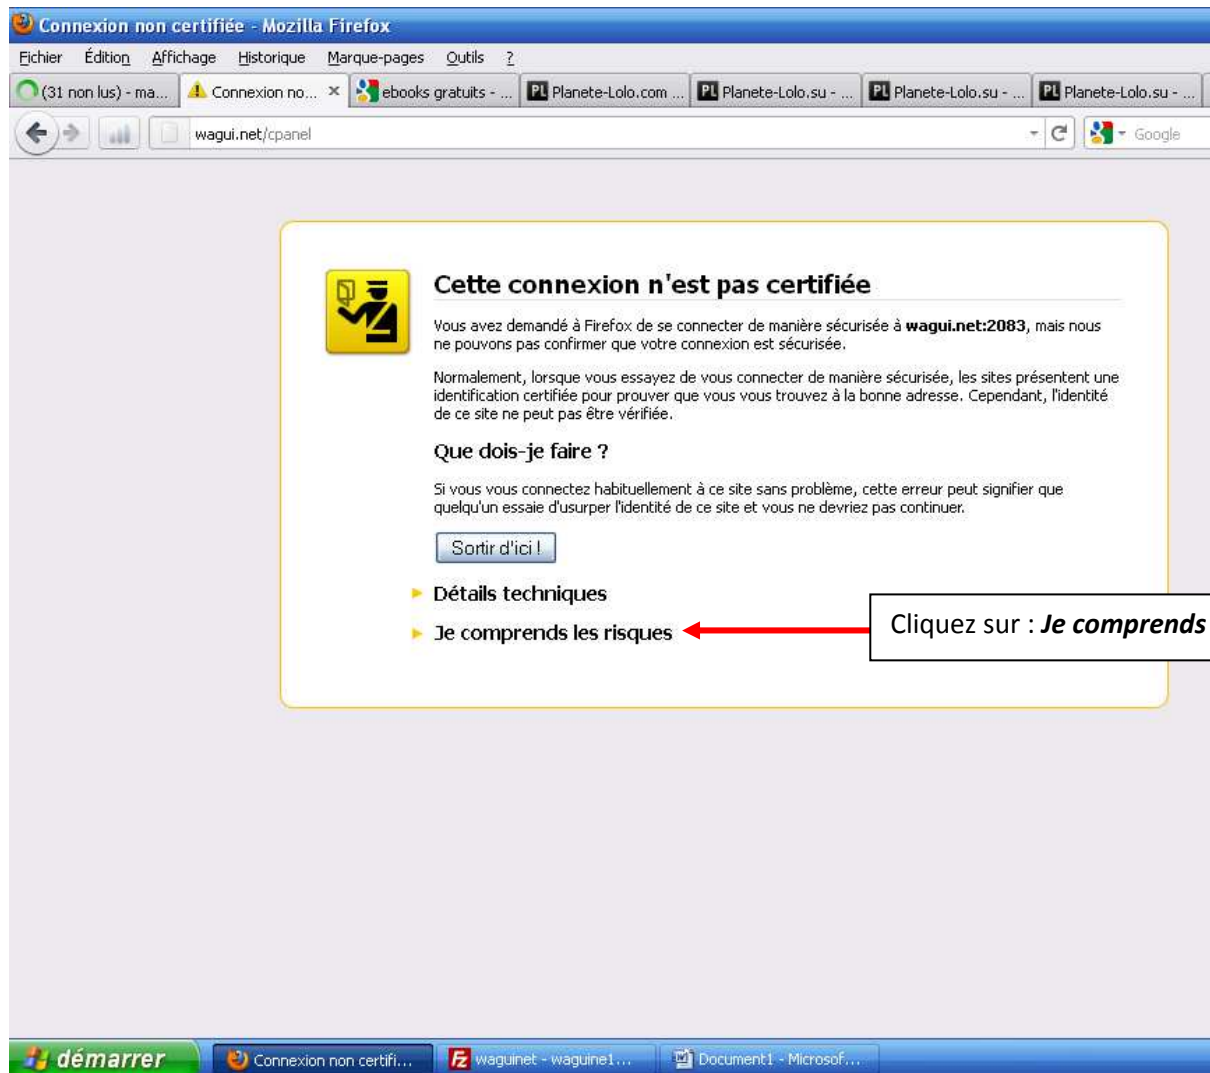 Connexion non certifiée - Mozilla Firefox
Fichier Édition Affichage Historique Marque-pages Outils ?
(31 non lus) - ma... Connexion no... ebooks gratuits - ... PL Planete-Lolo.com ... PL Planete-Lolo.su - ... PL Planete-Lolo.su - ... PL Planete-Lolo.su - ...
wagui.net/cpanel Google
Cette connexion n'est pas certifiée
Vous avez demandé à Firefox de se connecter de manière sécurisée à wagui.net:2083, mais nous
ne pouvons pas confirmer que votre connexion est sécurisée.
Normalement, lorsque vous essayez de vous connecter de manière sécurisée, les sites présentent une
identification certifiée pour prouver que vous vous trouvez à la bonne adresse. Cependant, l'identité
de ce site ne peut pas être vérifiée.
Que dois-je faire ?
Si vous vous connectez habituellement à ce site sans problème, cette erreur peut signifier que
quelqu'un essaie d'usurper l'identité de ce site et vous ne devriez pas continuer.
Sortir d'ici !
Détails techniques
Je comprends les risques
Cliquez sur : Je comprends
démarrer Connexion non certifi... Fz waguinet - waguine1... Document1 - Microsof...